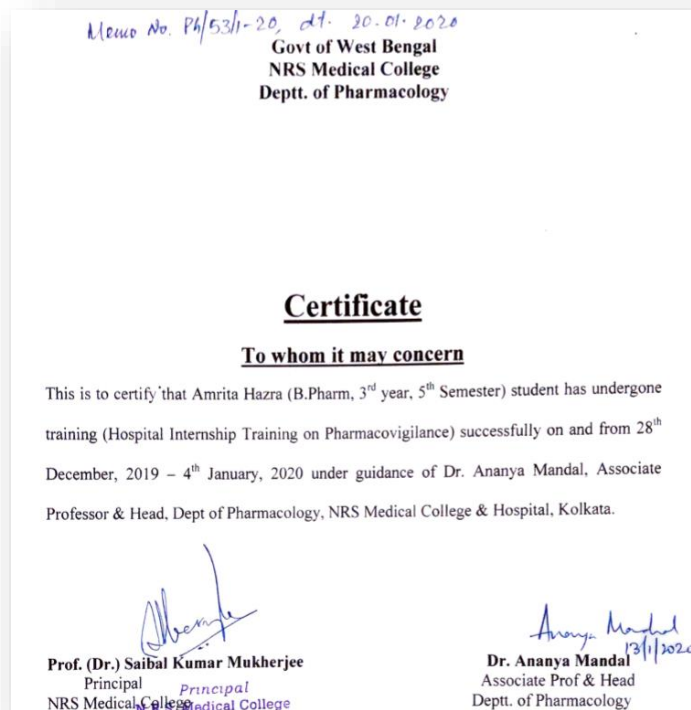 Memo No. Ph/53/1-20, dt. 20.01.2020
Govt of West Bengal
NRS Medical College
Deptt. of Pharmacology
Certificate
To whom it may concern
This is to certify that Amrita Hazra (B.Pharm, 3rd year, 5th Semester) student has undergone
training (Hospital Internship Training on Pharmacovigilance) successfully on and from 28th
December, 2019 – 4th January, 2020 under guidance of Dr. Ananya Mandal, Associate
Professor & Head, Dept of Pharmacology, NRS Medical College & Hospital, Kolkata.
Ananya Mandal
13/1/2020
Prof. (Dr.) Saibal Kumar Mukherjee
Principal
Principal
NRS Medical College
N.R.S. Medical College
Dr. Ananya Mandal
Associate Prof & Head
Deptt. of Pharmacology